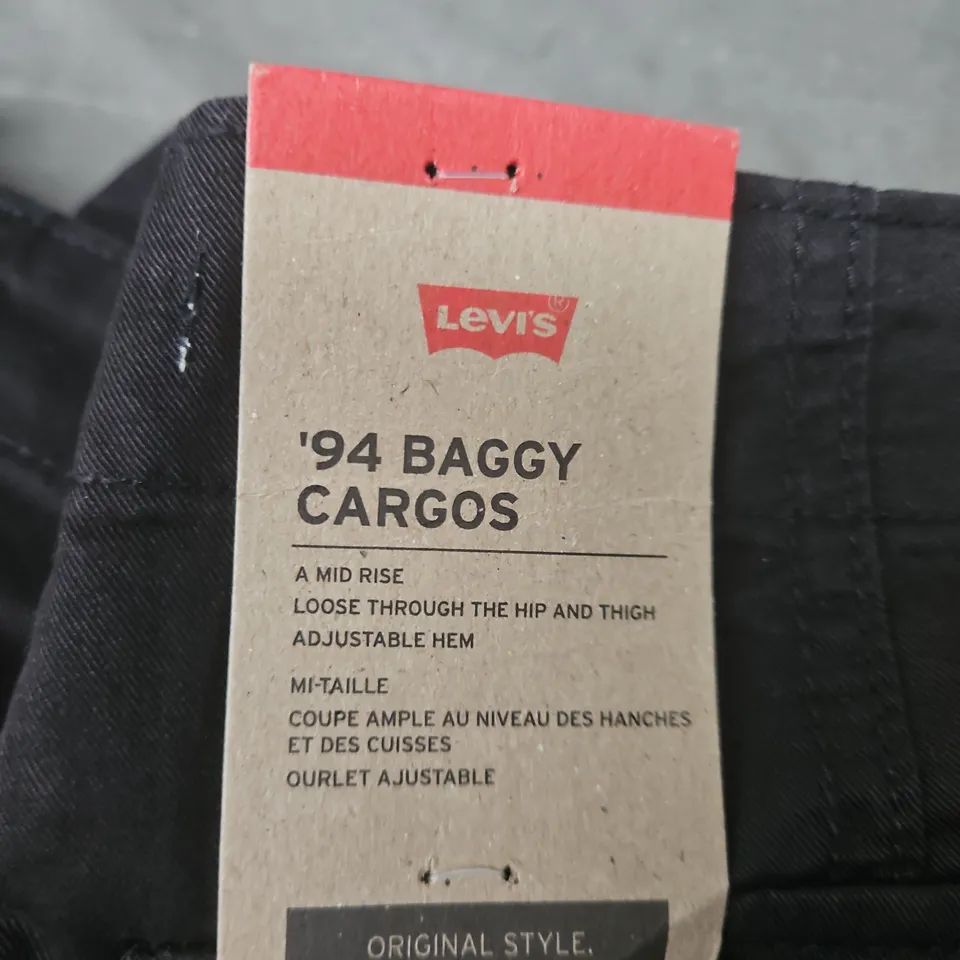 Levi's®
'94 BAGGY
CARGOS
A MID RISE
LOOSE THROUGH THE HIP AND THIGH
ADJUSTABLE HEM
MI-TAILLE
COUPE AMPLE AU NIVEAU DES HANCHES
ET DES CUISSES
OURLET AJUSTABLE
ORIGINAL STYLE.